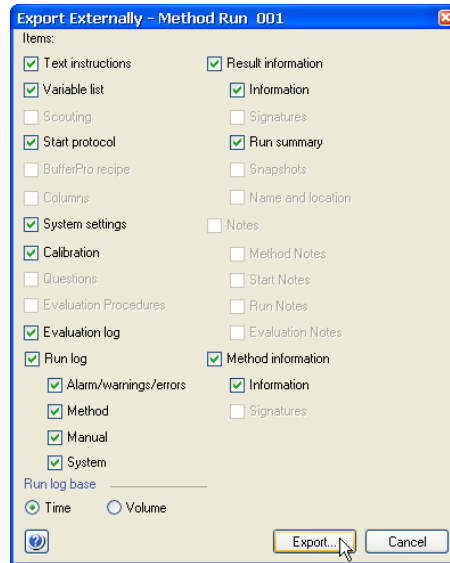 Export Externally - Method Run 001
Items:
Text instructions
Variable list
Scouting
Start protocol
BufferPro recipe
Columns
System settings
Calibration
Questions
Evaluation Procedures
Evaluation log
Run log
Alarm/warnings/errors
Method
Manual
System
Result information
Information
Signatures
Run summary
Snapshots
Name and location
Notes
Method Notes
Start Notes
Run Notes
Evaluation Notes
Method information
Information
Signatures
Run log base
Time
Volume
?
Export...
Cancel